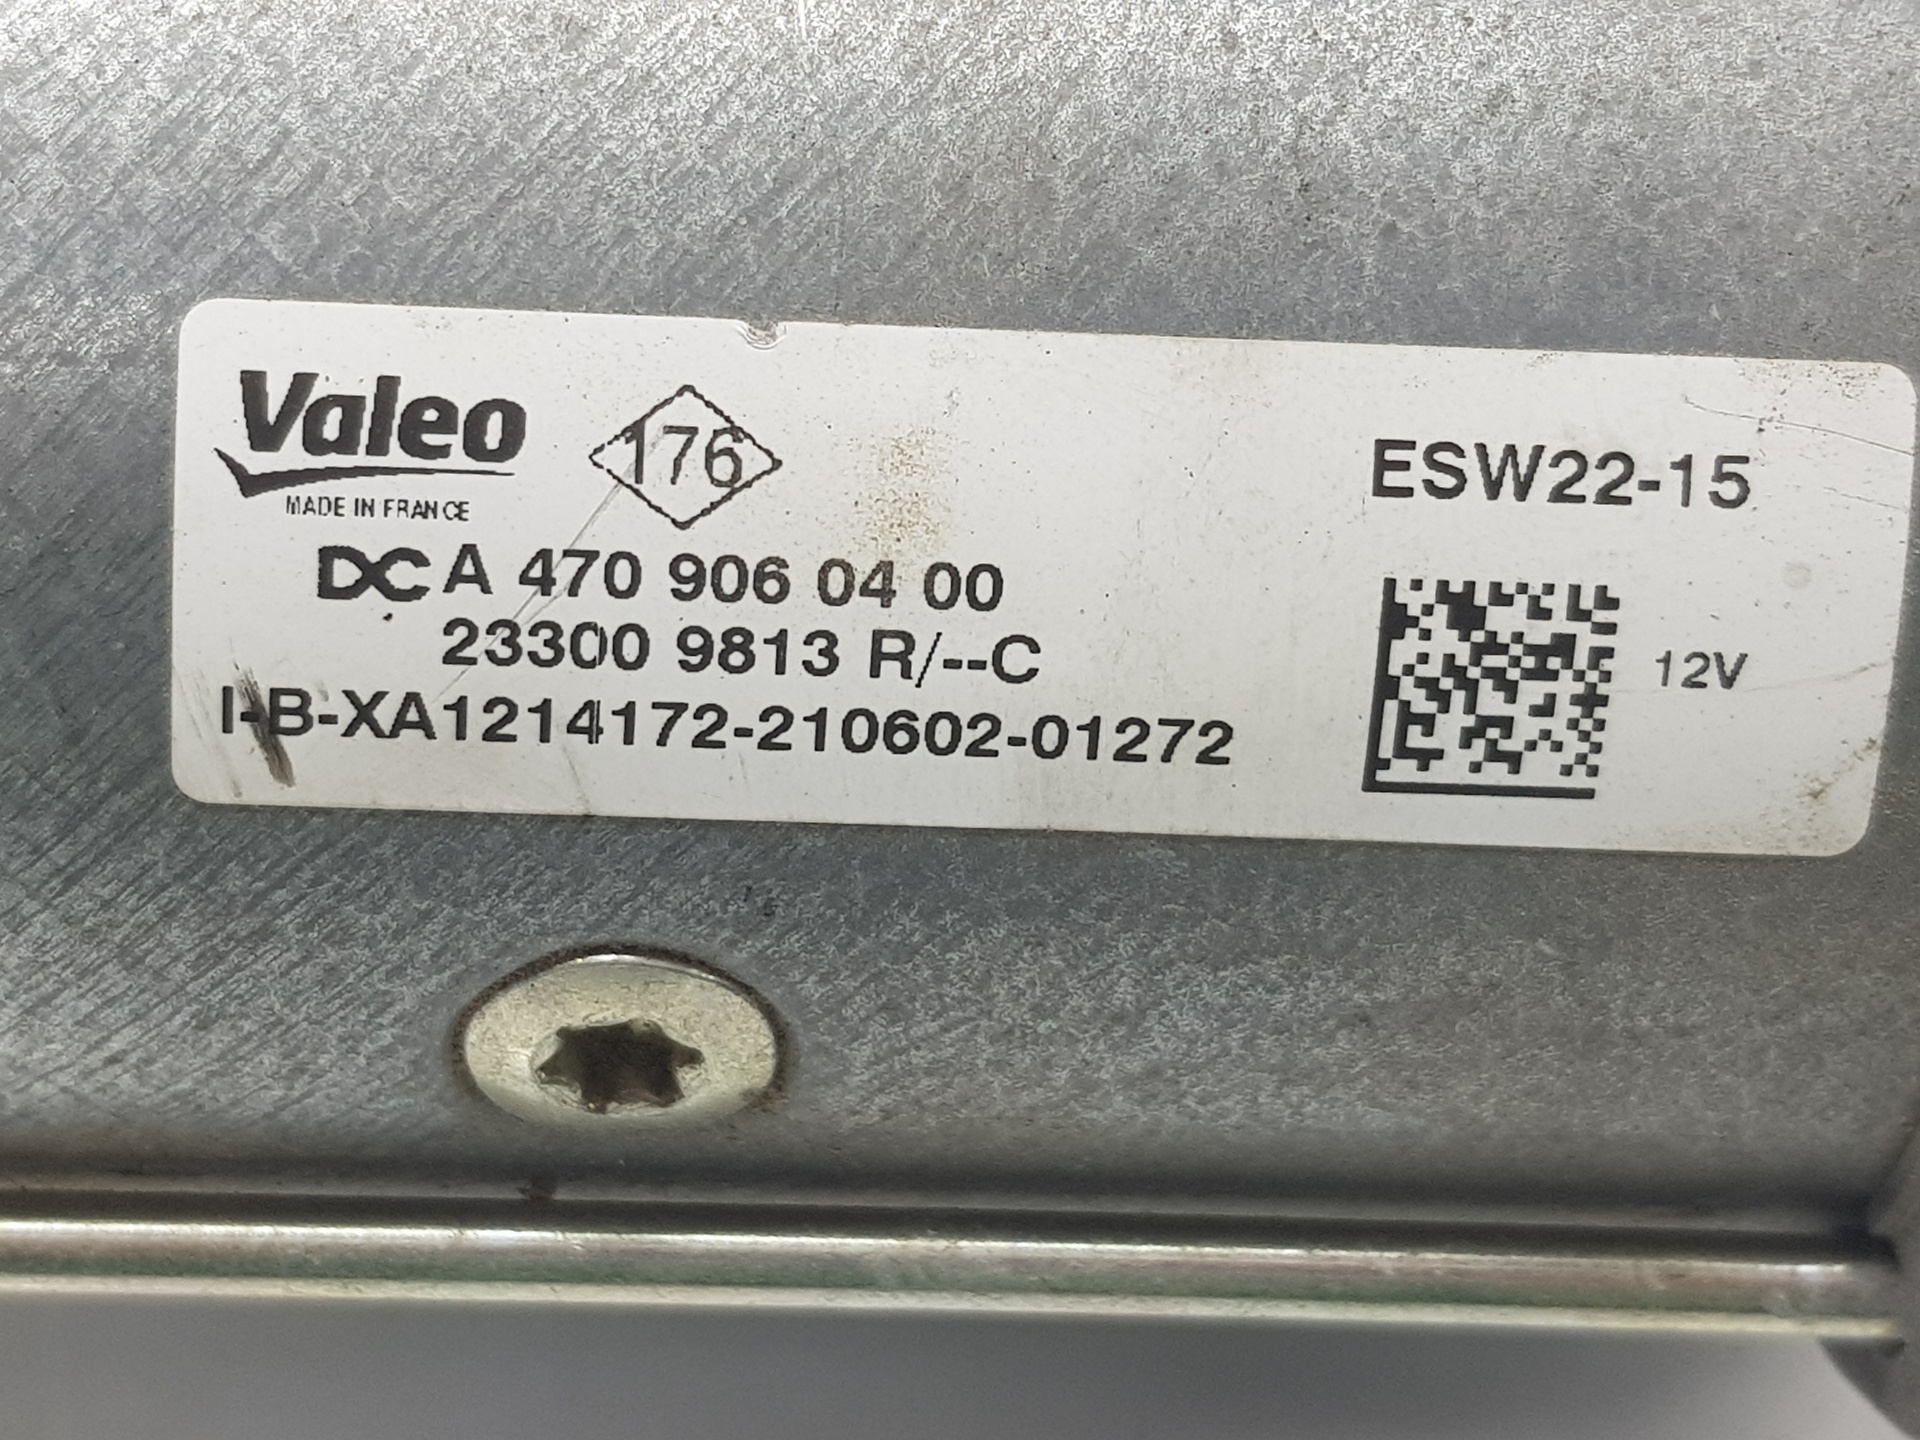 Valeo
MADE IN FRANCE
176
ESW22-15
DC A 470 906 04 00
23300 9813 R/--C
12V
I-B-XA1214172-210602-01272